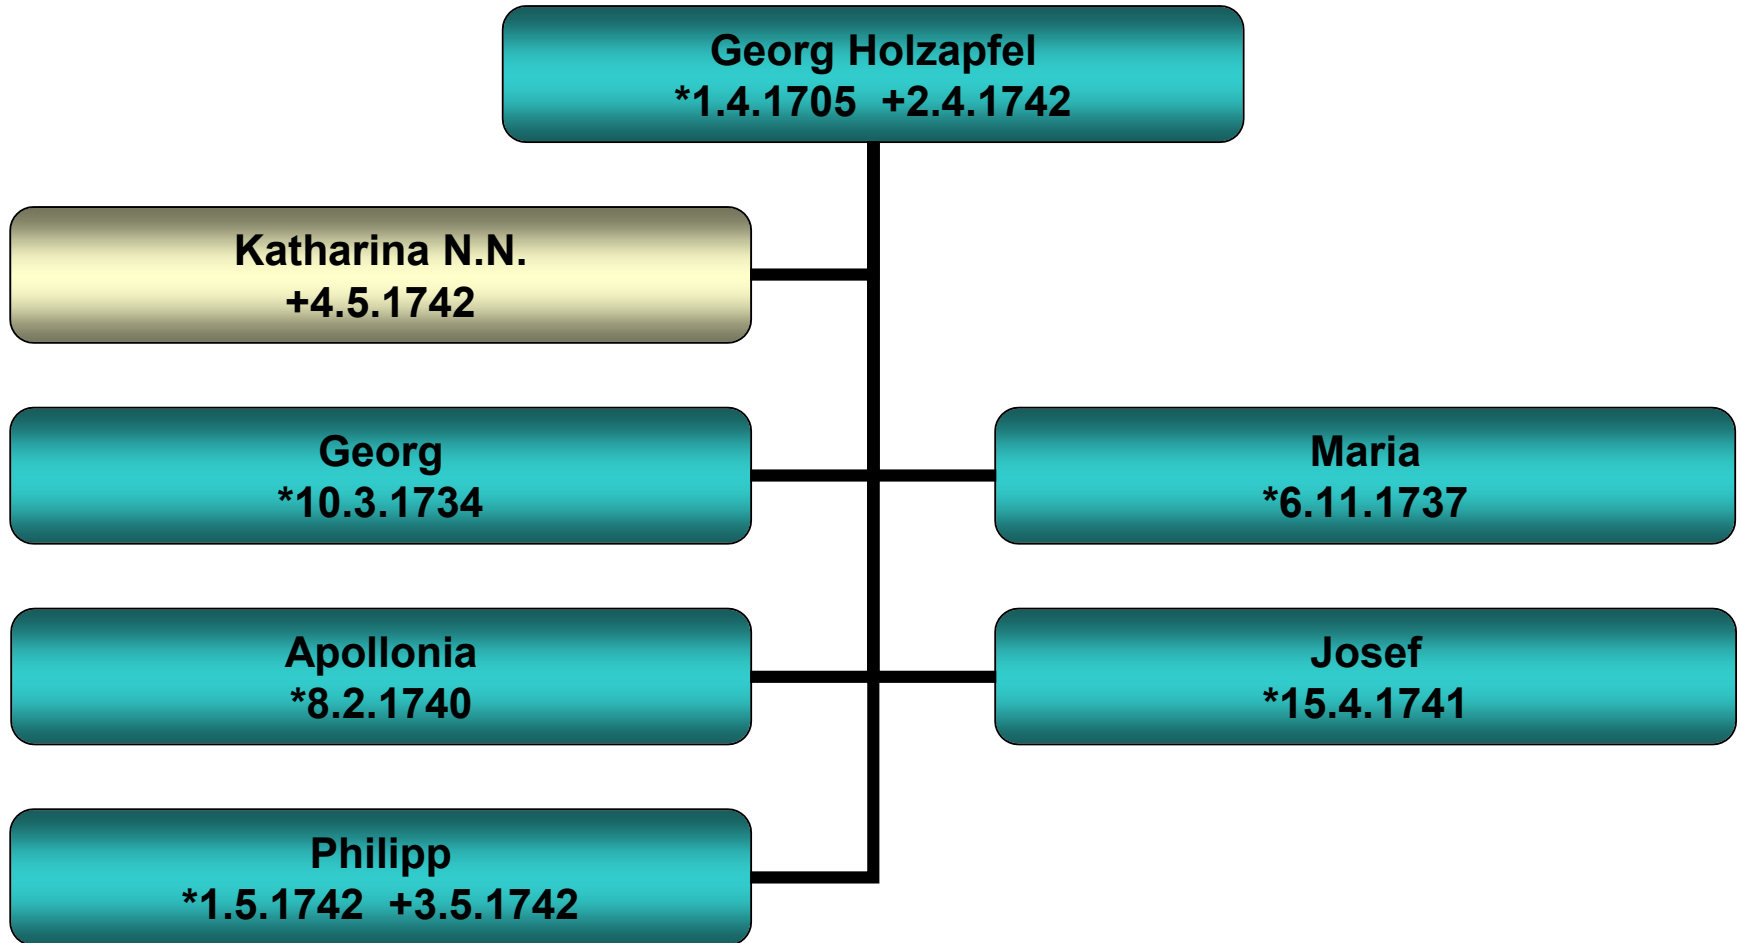 Georg Holzapfel
*1.4.1705 +2.4.1742
Katharina N.N.
+4.5.1742
Georg
*10.3.1734
Maria
*6.11.1737
Apollonia
*8.2.1740
Josef
*15.4.1741
Philipp
*1.5.1742 +3.5.1742